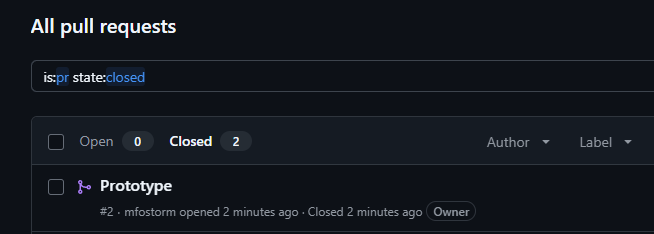 All pull requests
is:pr state:closed
Open 0 Closed 2 Author Label
Prototype
#2 · mfostorm opened 2 minutes ago · Closed 2 minutes ago Owner